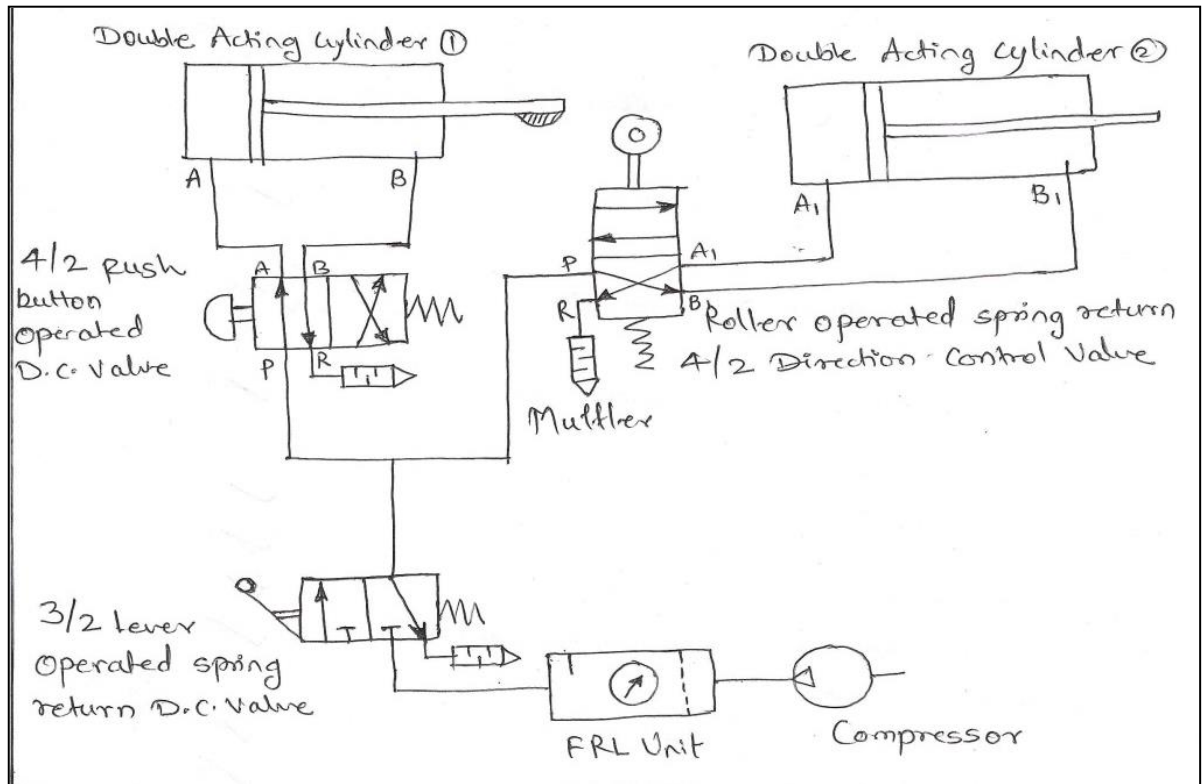 Double Acting Cylinder ①
Double Acting Cylinder ②
A
B
A1
B1
4/2 Push
button
operated
D.C. Valve
A
B
P
R
P
A1
R
B
Roller operated spring return
4/2 Direction Control Valve
Muffler
3/2 lever
operated spring
return D.C. Valve
FRL Unit
Compressor